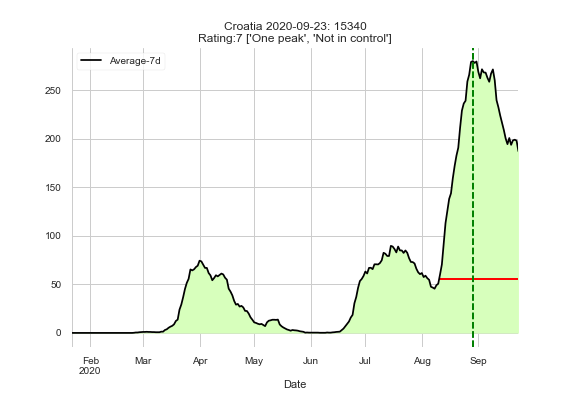 Croatia 2020-09-23: 15340
Rating:7 ['One peak', 'Not in control']
Average-7d
250
200
150
100
50
0
Feb Mar Apr May Jun Jul Aug Sep
2020
Date